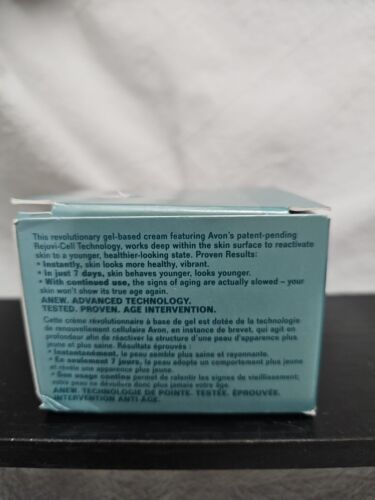 This revolutionary gel-based cream featuring Avon's patent-pending
Rejuvi-Cell Technology, works deep within the skin surface to reactivate
skin to a younger, healthier-looking state. Proven Results:
• Instantly, skin looks more healthy, vibrant.
• In just 7 days, skin behaves younger, looks younger.
• With continued use, the signs of aging are actually slowed – your
skin won't show its true age again.
ANEW. ADVANCED TECHNOLOGY.
TESTED. PROVEN. AGE INTERVENTION.
Cette crème révolutionnaire à base de gel est dotée de la technologie
de renouvellement cellulaire Avon, en instance de brevet, qui agit en
profondeur afin de réactiver la structure d'une peau d'apparence plus
jeune et plus saine. Résultats éprouvés :
• Instantanément, la peau semble plus saine et rayonnante.
• En seulement 7 jours, la peau adopte un comportement plus jeune
et révèle une apparence plus jeune.
• Son usage continu permet de ralentir les signes de vieillissement;
votre peau ne dévoilera donc plus jamais votre âge.
ANEW. TECHNOLOGIE DE POINTE. TESTÉE. ÉPROUVÉE.
INTERVENTION ANTI-ÂGE.